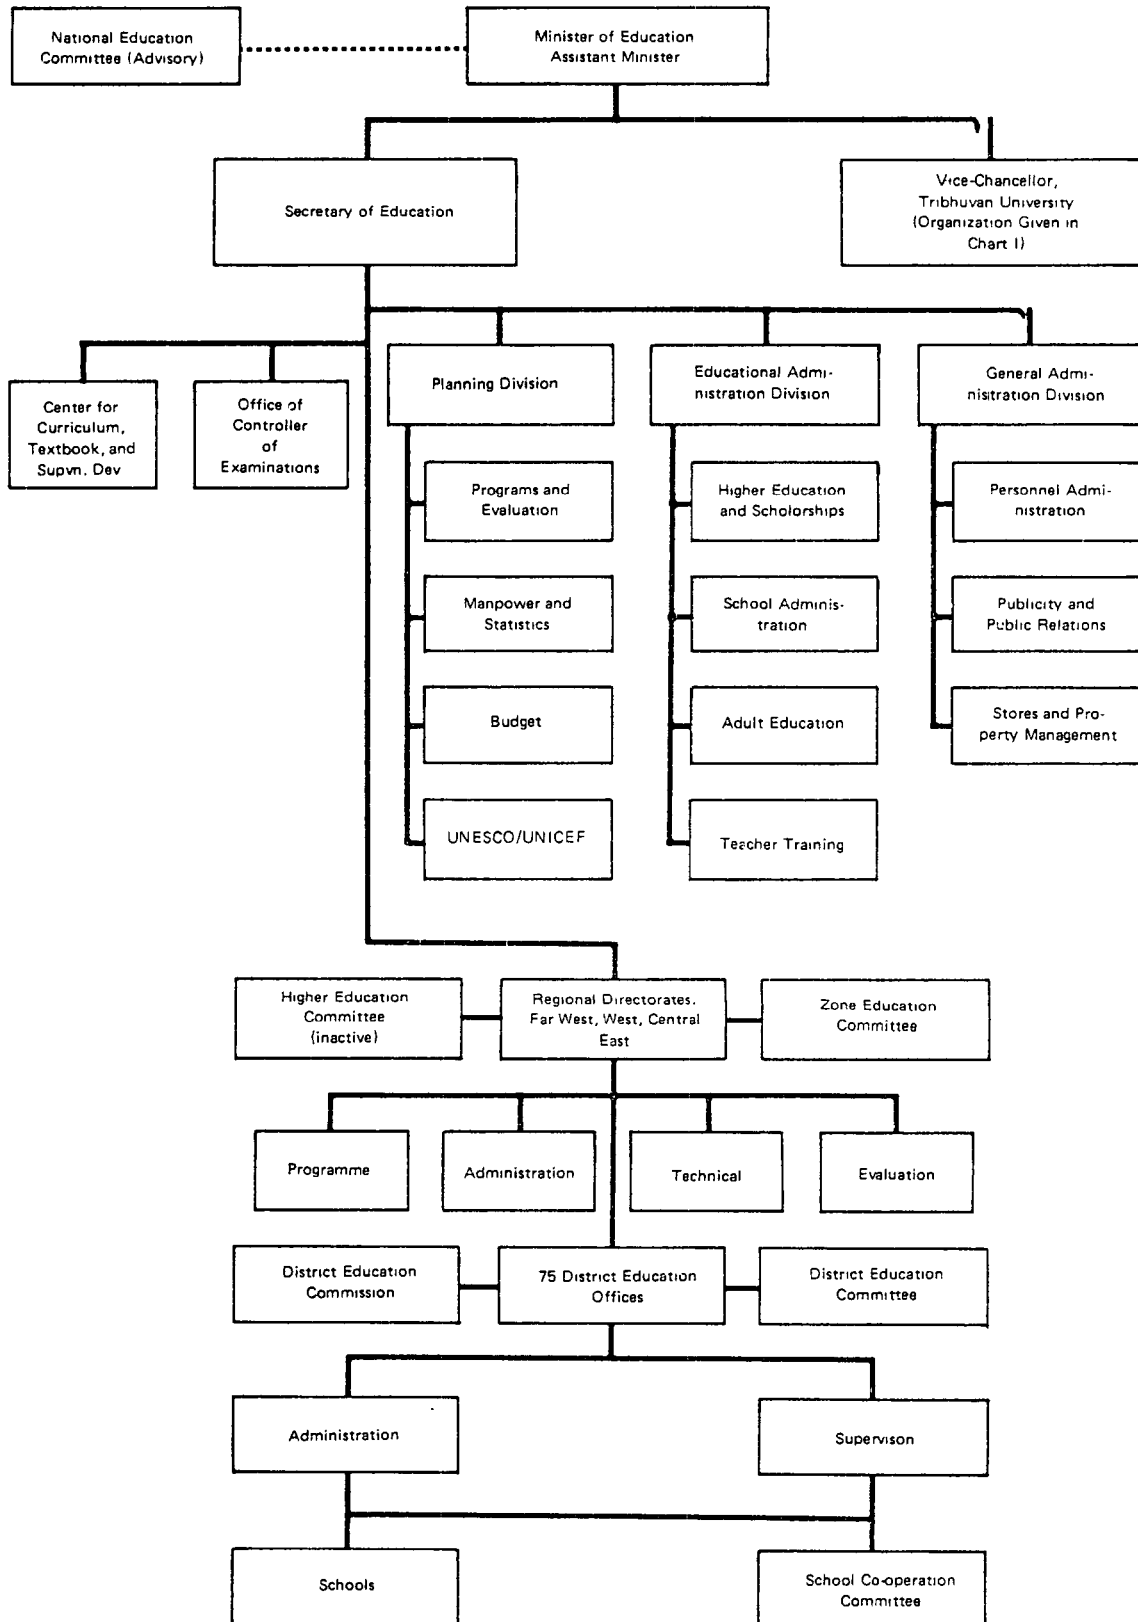 National Education
Committee (Advisory)
Minister of Education
Assistant Minister
Secretary of Education
Vice-Chancellor,
Tribhuvan University
(Organization Given in
Chart I)
Center for
Curriculum,
Textbook, and
Supvn. Dev
Office of
Controller
of
Examinations
Planning Division
Educational Admi-
nistration Division
General Admi-
nisitration Division
Programs and
Evaluation
Higher Education
and Scholorships
Personnel Admi-
nistration
Manpower and
Statistics
School Adminis-
tration
Publicity and
Public Relations
Budget
Adult Education
Stores and Pro-
perty Management
UNESCO/UNICEF
Teacher Training
Higher Education
Committee
(inactive)
Regional Directorates.
Far West, West, Central
East
Zone Education
Committee
Programme
Administration
Technical
Evaluation
District Education
Commission
75 District Education
Offices
District Education
Committee
Administration
Supervison
Schools
School Co-operation
Committee